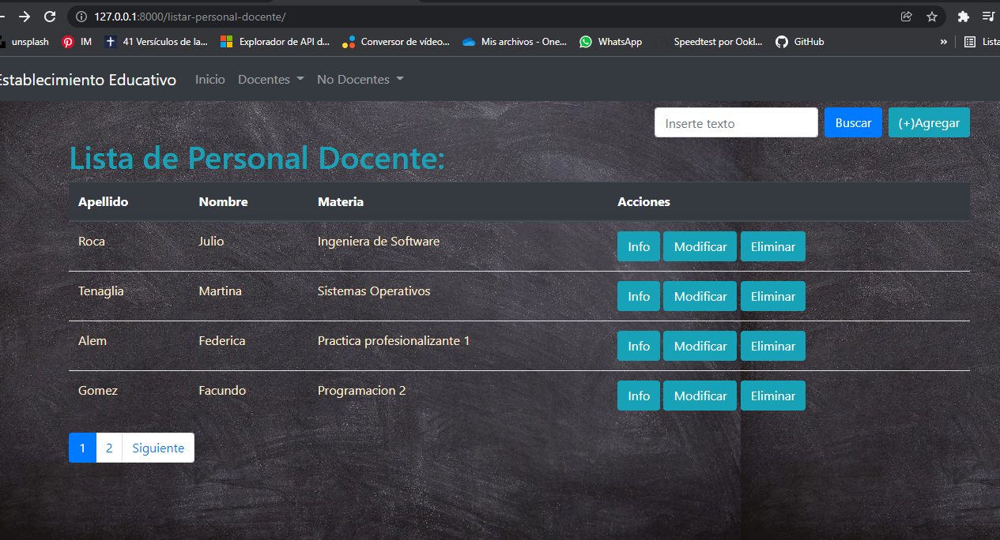 127.0.0.1:8000/listar-personal-docente/
unsplash IM 41 Versículos de la... Explorador de API d... Conversor de vídeo... Mis archivos - One... WhatsApp Speedtest por Ookl... GitHub » Lista
Establecimiento Educativo Inicio Docentes No Docentes
Inserte texto Buscar (+)Agregar
Lista de Personal Docente:
Apellido Nombre Materia Acciones
Roca Julio Ingeniera de Software Info Modificar Eliminar
Tenaglia Martina Sistemas Operativos Info Modificar Eliminar
Alem Federica Practica profesionalizante 1 Info Modificar Eliminar
Gomez Facundo Programacion 2 Info Modificar Eliminar
1 2 Siguiente